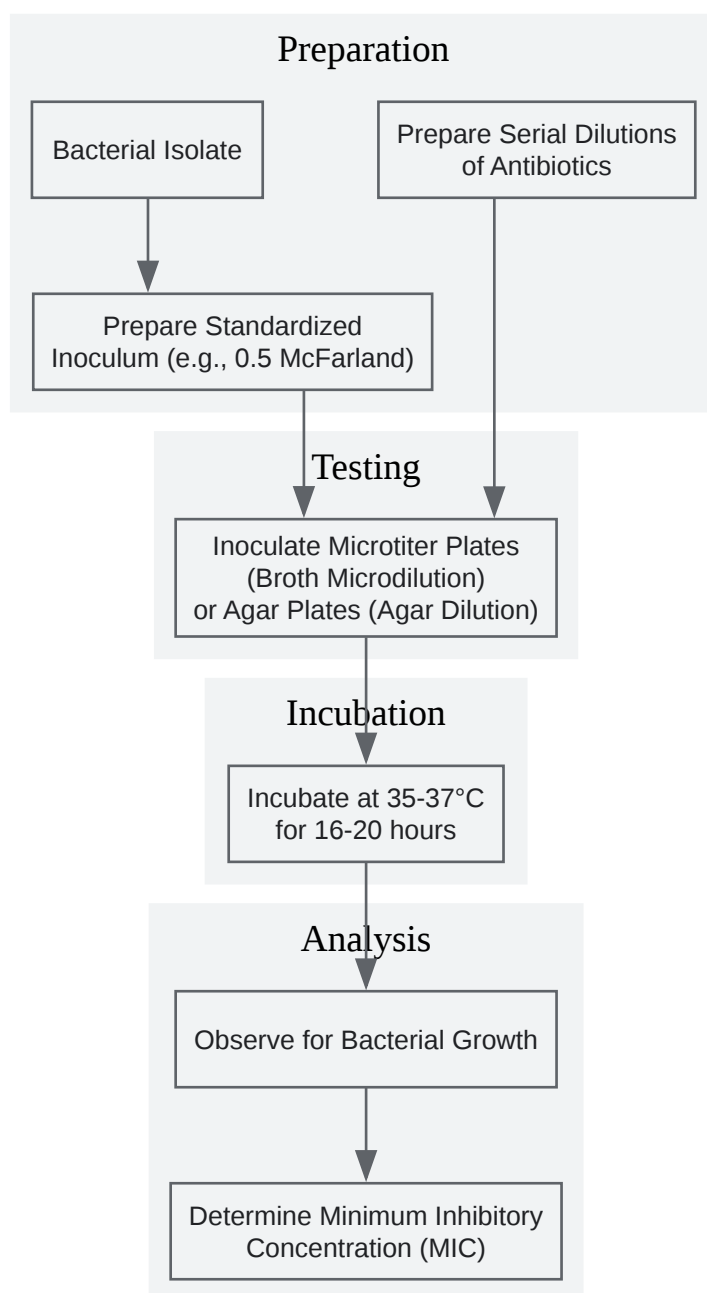 Preparation
Bacterial Isolate
Prepare Serial Dilutions
of Antibiotics
Prepare Standardized
Inoculum (e.g., 0.5 McFarland)
Testing
Inoculate Microtiter Plates
(Broth Microdilution)
or Agar Plates (Agar Dilution)
Incubation
Incubate at 35-37°C
for 16-20 hours
Analysis
Observe for Bacterial Growth
Determine Minimum Inhibitory
Concentration (MIC)